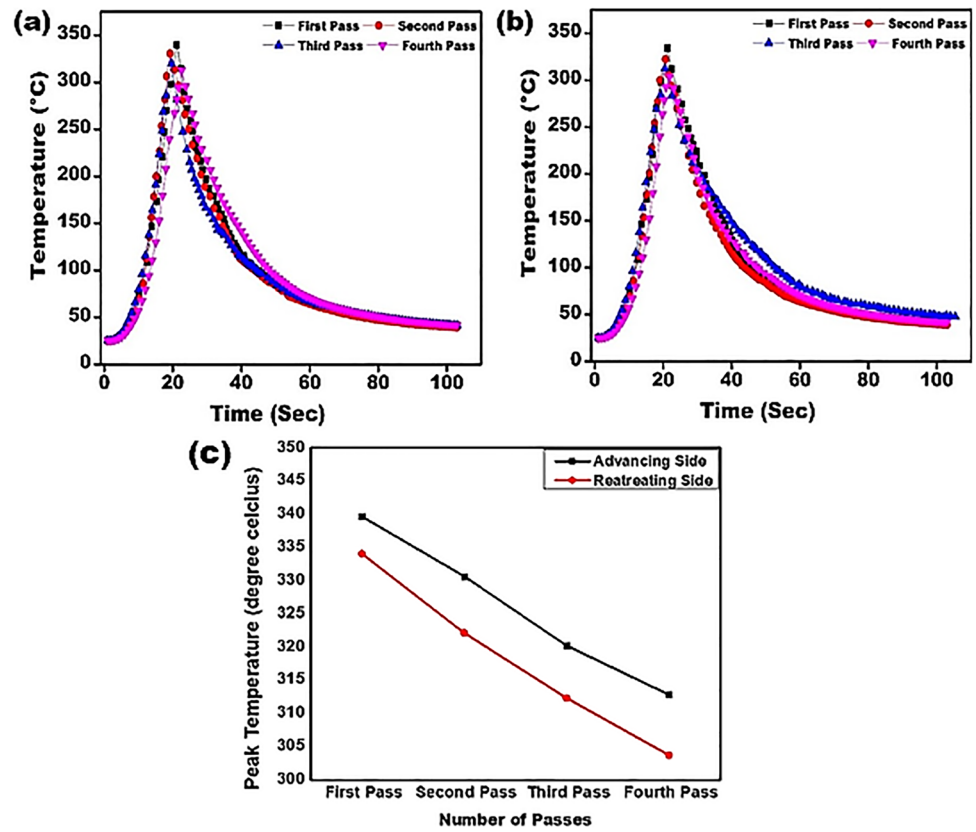 (a)
First Pass Second Pass
Third Pass Fourth Pass
350
300
250
200
150
100
50
0
Temperature (°C)
0 20 40 60 80 100
Time (Sec)
(b)
First Pass Second Pass
Third Pass Fourth Pass
350
300
250
200
150
100
50
0
Temperature (°C)
0 20 40 60 80 100
Time (Sec)
(c)
Advancing Side
Reatreating Side
350
345
340
335
330
325
320
315
310
305
300
Peak Temperature (degree celcius)
First Pass Second Pass Third Pass Fourth Pass
Number of Passes